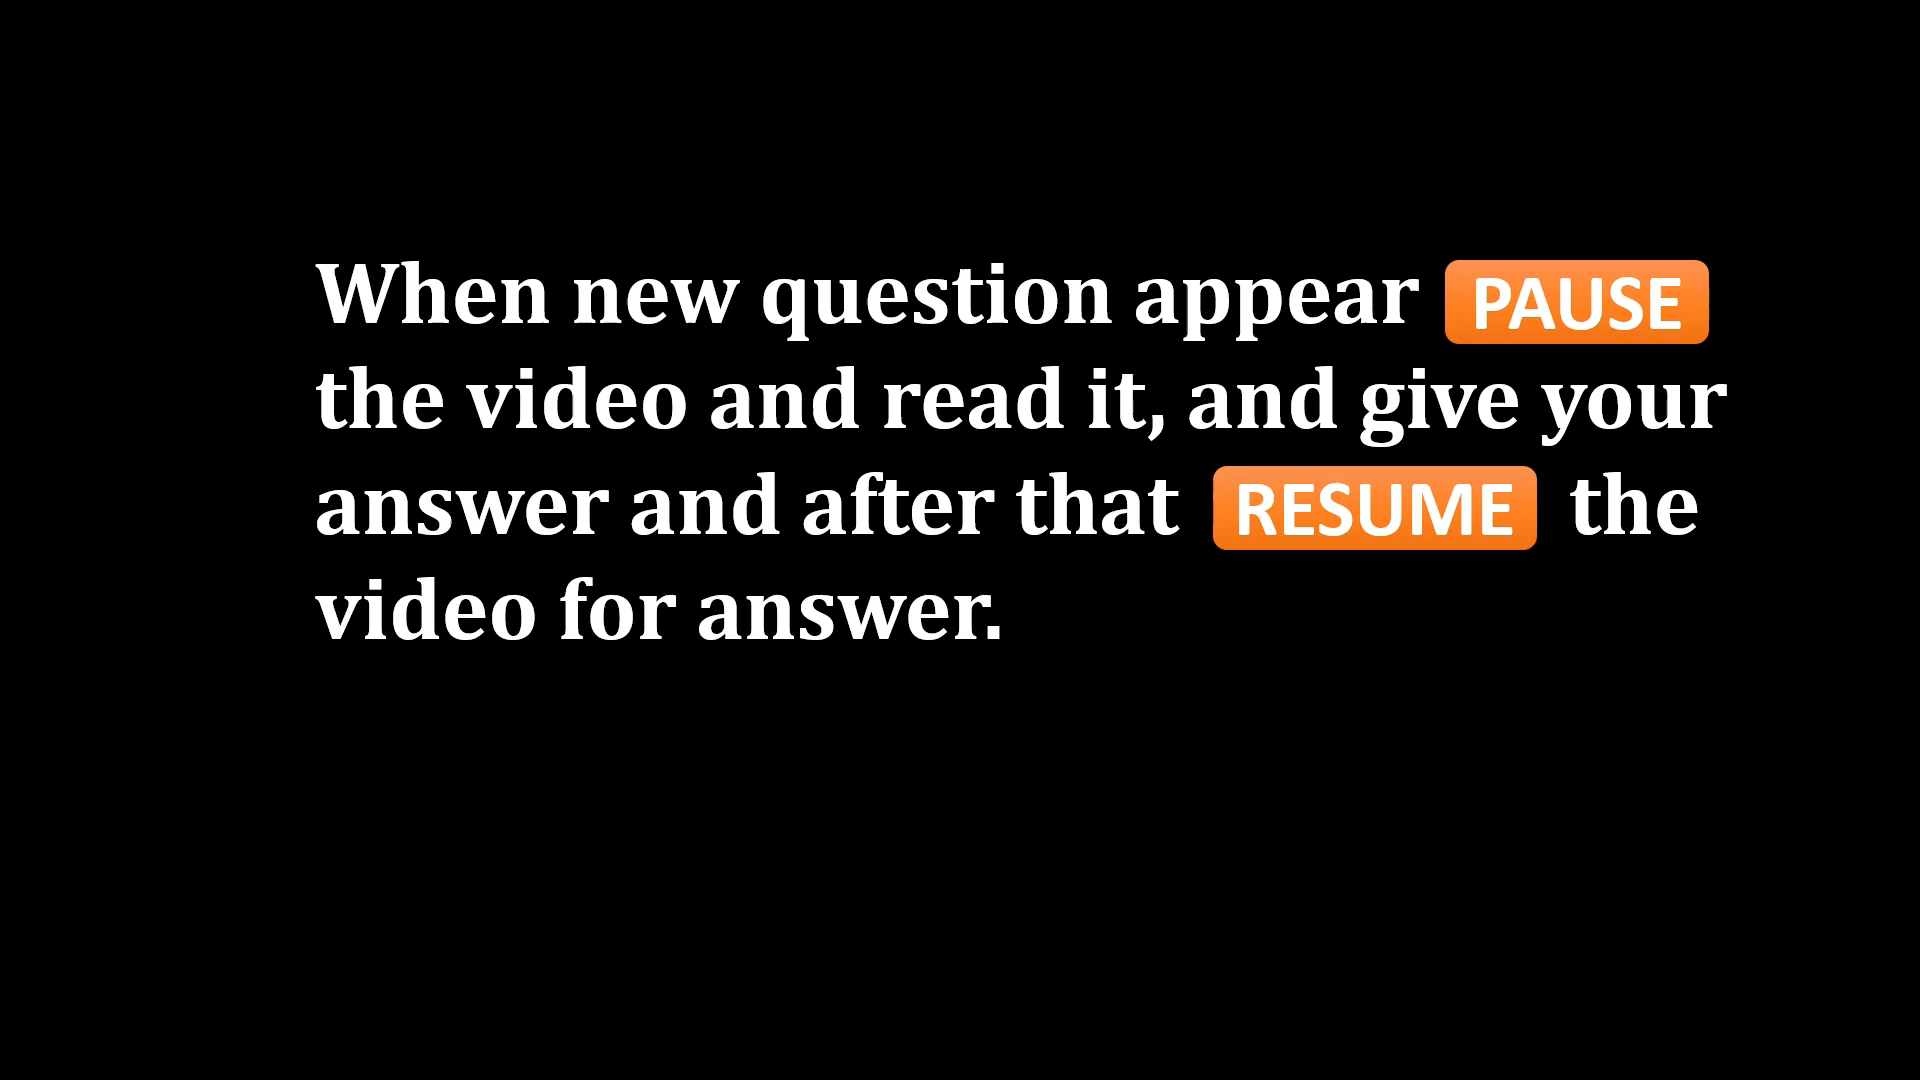 When new question appear PAUSE
the video and read it, and give your
answer and after that RESUME the
video for answer.